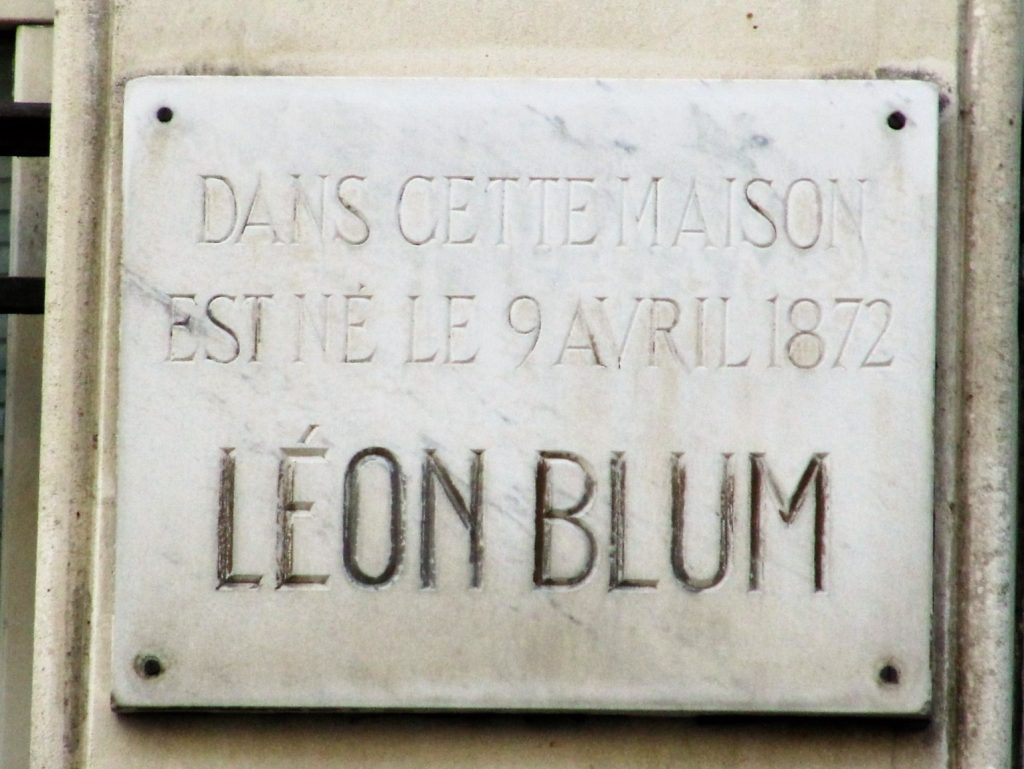 DANS CETTE MAISON
EST NÉ LE 9 AVRIL 1872
LÉON BLUM